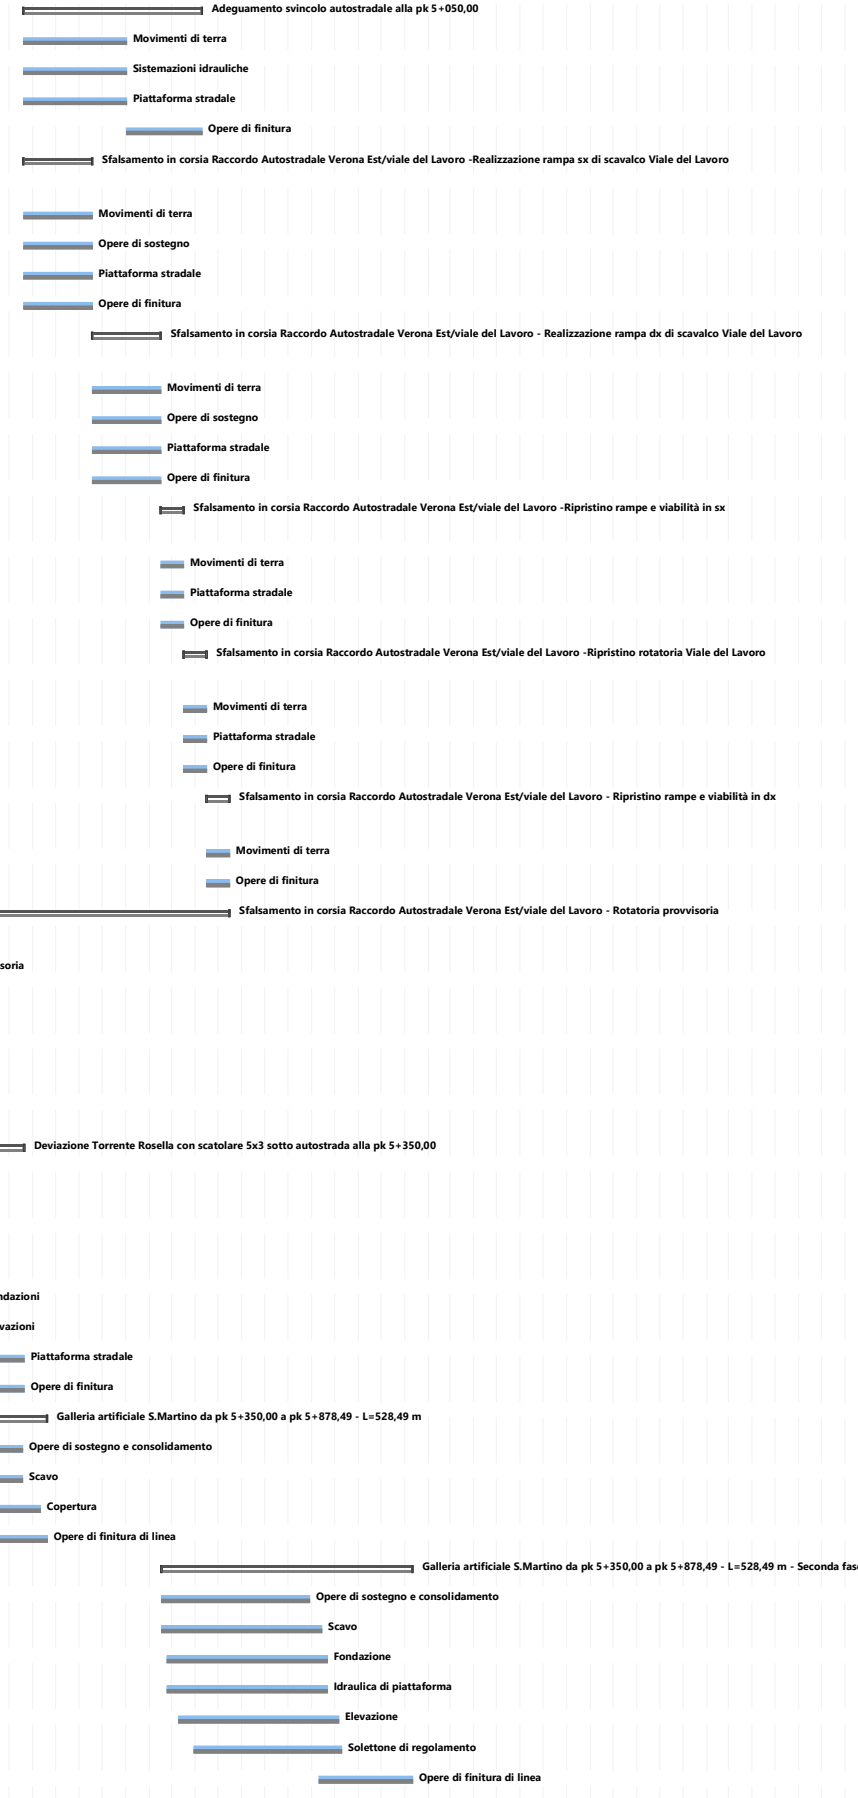 Adeguamento svincolo autostradale alla pk 5+050,00
Movimenti di terra
Sistemazioni idrauliche
Piattaforma stradale
Opere di finitura
Sfalsamento in corsia Raccordo Autostradale Verona Est/viale del Lavoro -Realizzazione rampa sx di scavalco Viale del Lavoro
Movimenti di terra
Opere di sostegno
Piattaforma stradale
Opere di finitura
Sfalsamento in corsia Raccordo Autostradale Verona Est/viale del Lavoro - Realizzazione rampa dx di scavalco Viale del Lavoro
Movimenti di terra
Opere di sostegno
Piattaforma stradale
Opere di finitura
Sfalsamento in corsia Raccordo Autostradale Verona Est/viale del Lavoro -Ripristino rampe e viabilità in sx
Movimenti di terra
Piattaforma stradale
Opere di finitura
Sfalsamento in corsia Raccordo Autostradale Verona Est/viale del Lavoro -Ripristino rotatoria Viale del Lavoro
Movimenti di terra
Piattaforma stradale
Opere di finitura
Sfalsamento in corsia Raccordo Autostradale Verona Est/viale del Lavoro - Ripristino rampe e viabilità in dx
Movimenti di terra
Opere di finitura
Sfalsamento in corsia Raccordo Autostradale Verona Est/viale del Lavoro - Rotatoria provvisoria
soria
Deviazione Torrente Rosella con scatolare 5x3 sotto autostrada alla pk 5+350,00
ndazioni
vazioni
Piattaforma stradale
Opere di finitura
Galleria artificiale S.Martino da pk 5+350,00 a pk 5+878,49 - L=528,49 m
Opere di sostegno e consolidamento
Scavo
Copertura
Opere di finitura di linea
Galleria artificiale S.Martino da pk 5+350,00 a pk 5+878,49 - L=528,49 m - Seconda fas
Opere di sostegno e consolidamento
Scavo
Fondazione
Idraulica di piattaforma
Elevazione
Solettone di regolamento
Opere di finitura di linea